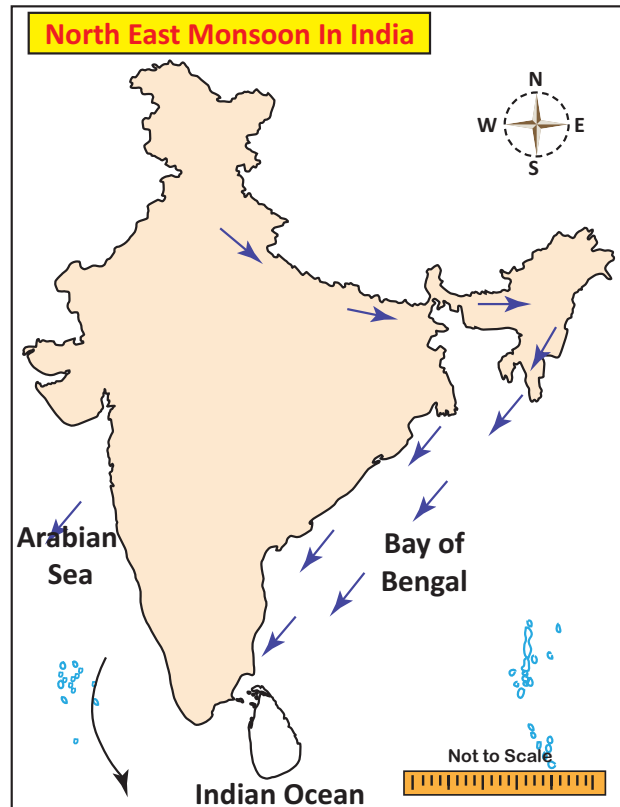 North East Monsoon In India
N
W
E
S
Arabian
Sea
Bay of
Bengal
Not to Scale
Indian Ocean